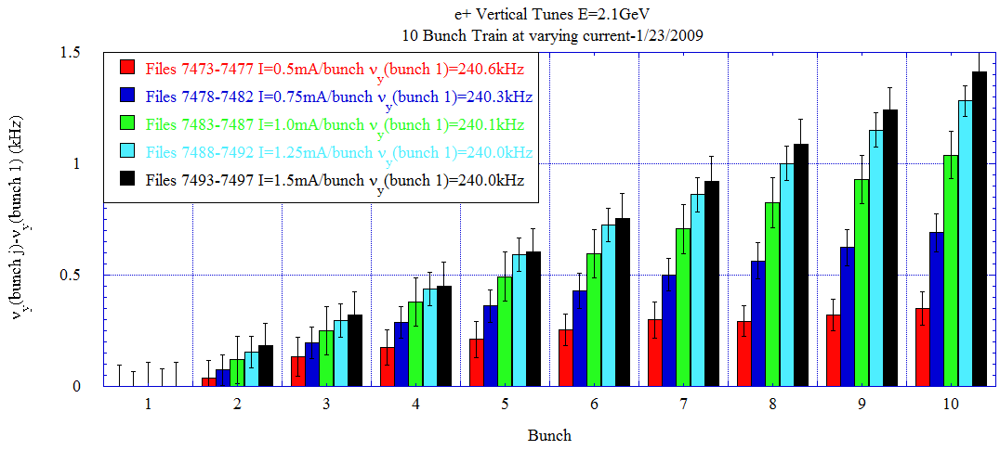 e+ Vertical Tunes E=2.1GeV
10 Bunch Train at varying current-1/23/2009
Files 7473-7477 I=0.5mA/bunch νy(bunch 1)=240.6kHz
Files 7478-7482 I=0.75mA/bunch νy(bunch 1)=240.3kHz
Files 7483-7487 I=1.0mA/bunch νy(bunch 1)=240.1kHz
Files 7488-7492 I=1.25mA/bunch νy(bunch 1)=240.0kHz
Files 7493-7497 I=1.5mA/bunch νy(bunch 1)=240.0kHz
νy(bunch j)-νy(bunch 1) (kHz)
1.5
1
0.5
0
1 2 3 4 5 6 7 8 9 10
Bunch